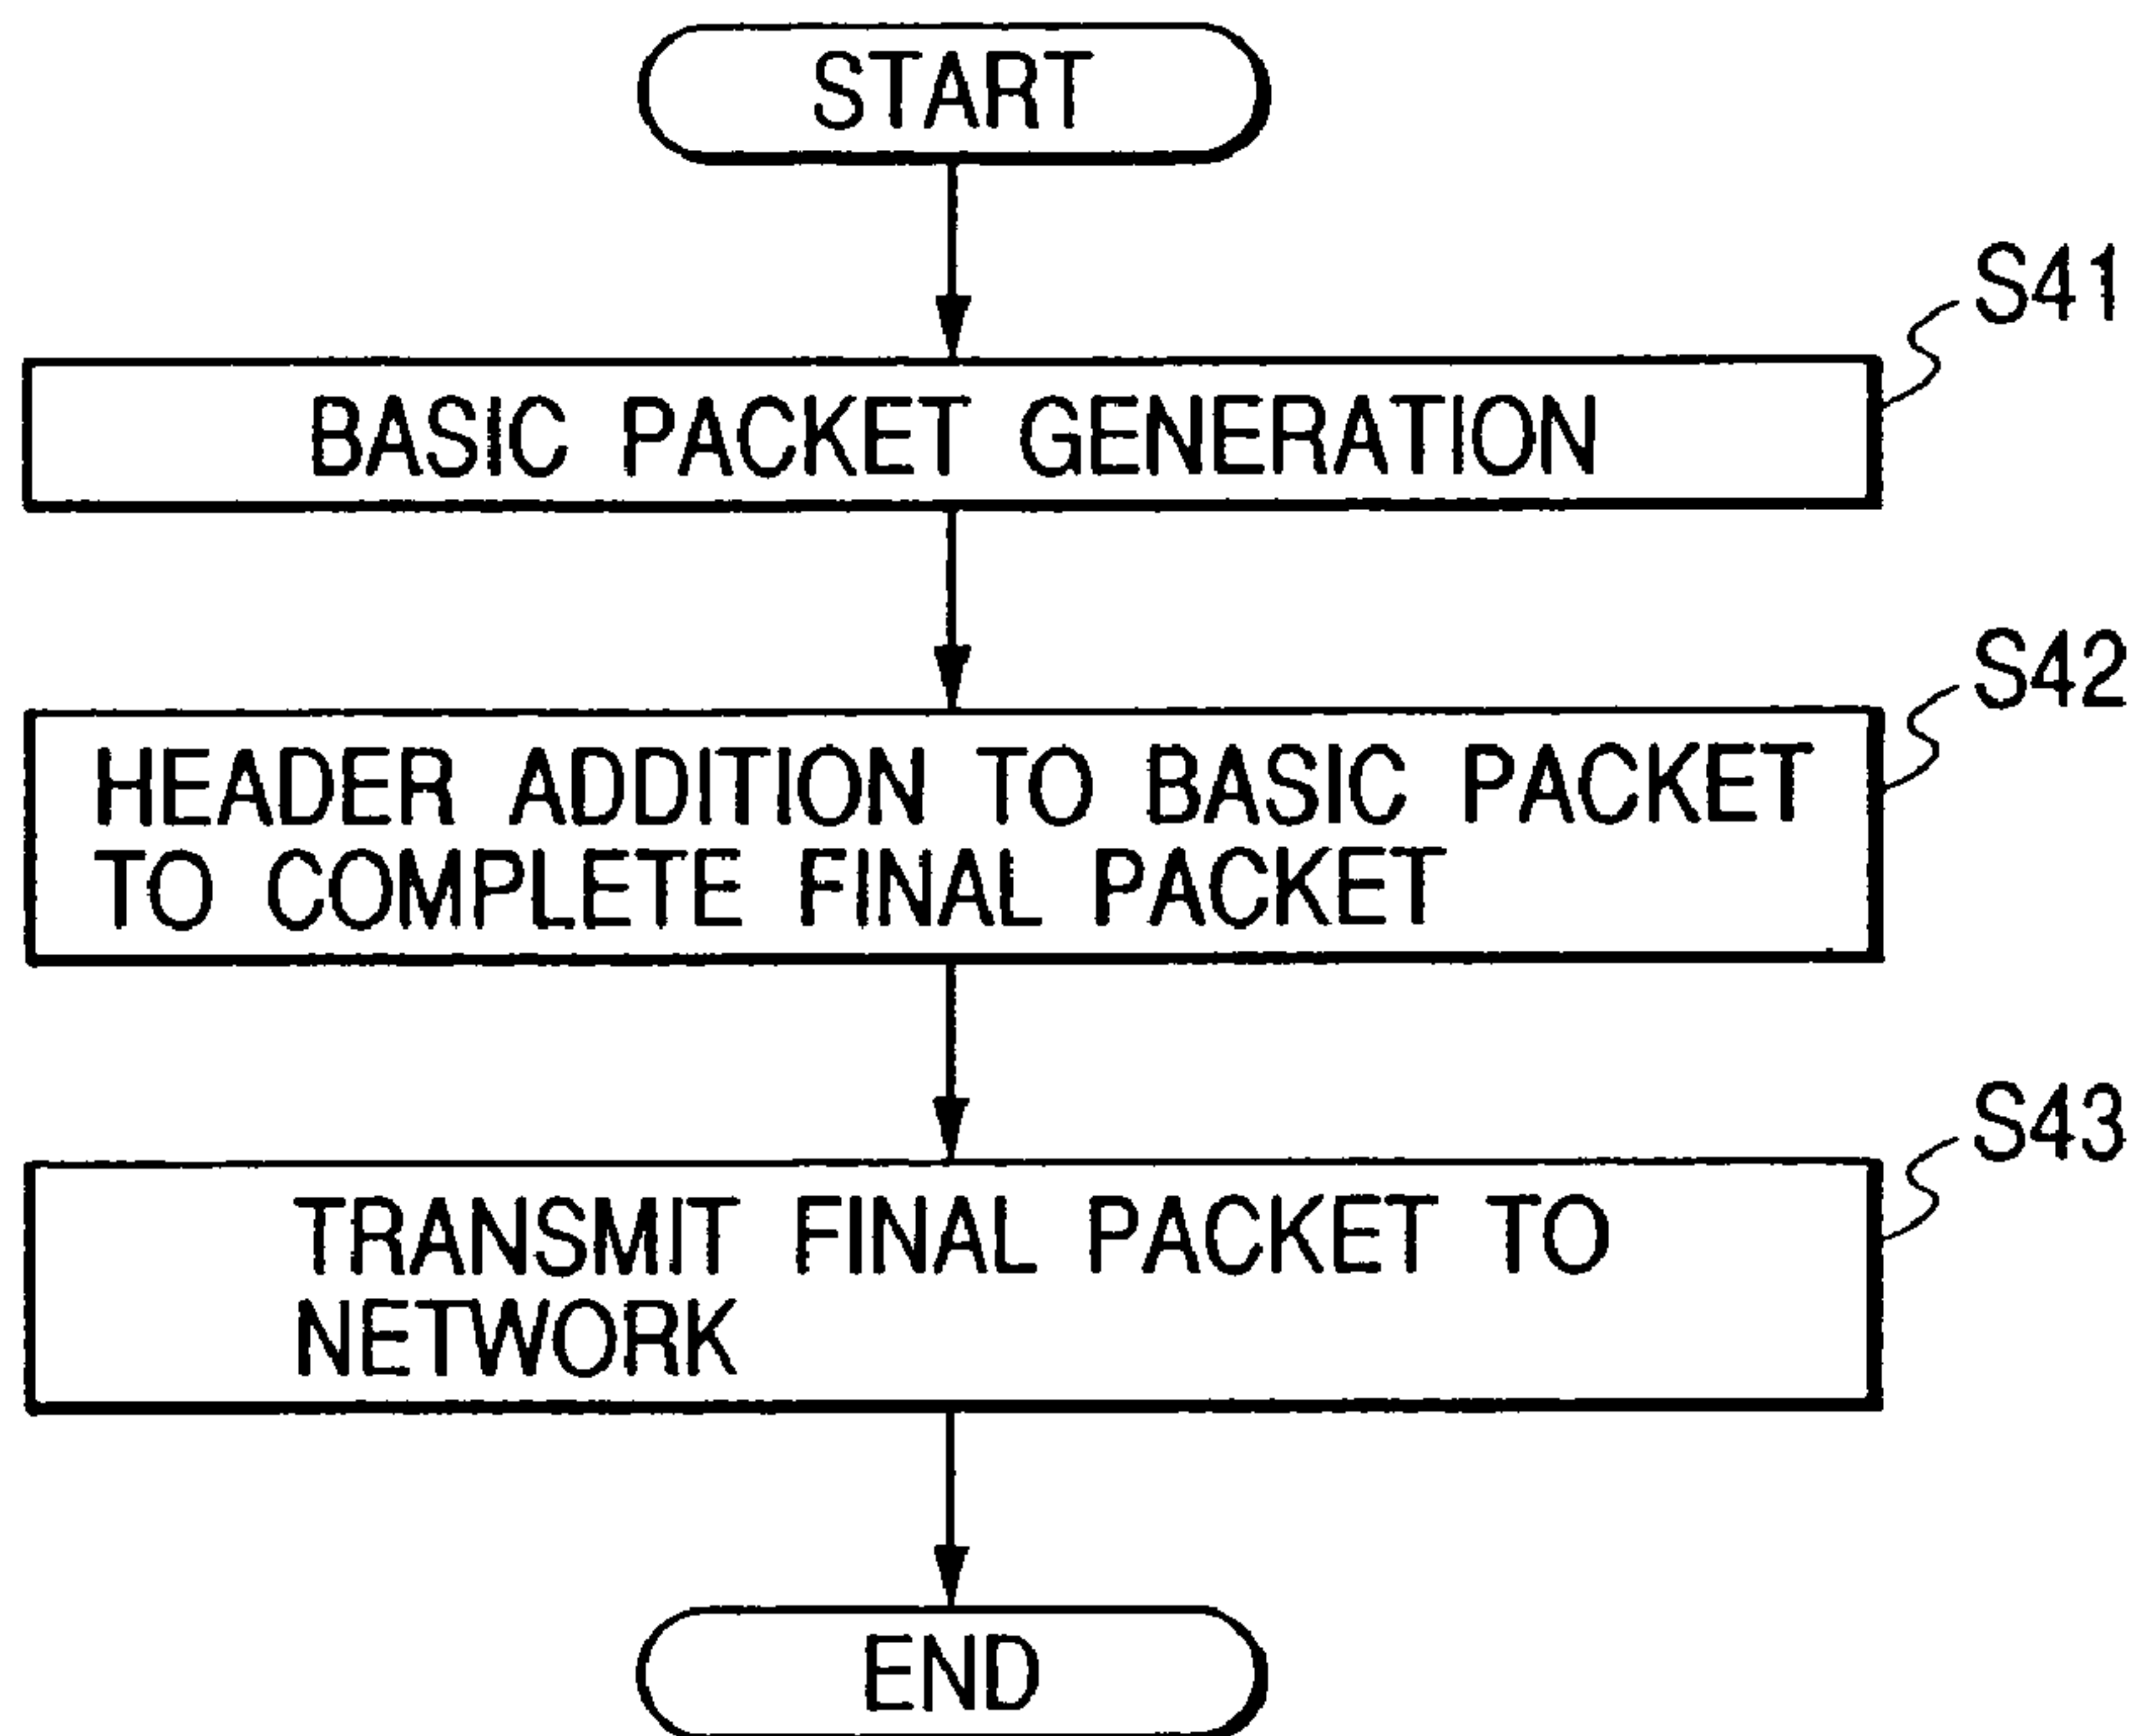 START
S41
BASIC PACKET GENERATION
S42
HEADER ADDITION TO BASIC PACKET
TO COMPLETE FINAL PACKET
S43
TRANSMIT FINAL PACKET TO
NETWORK
END